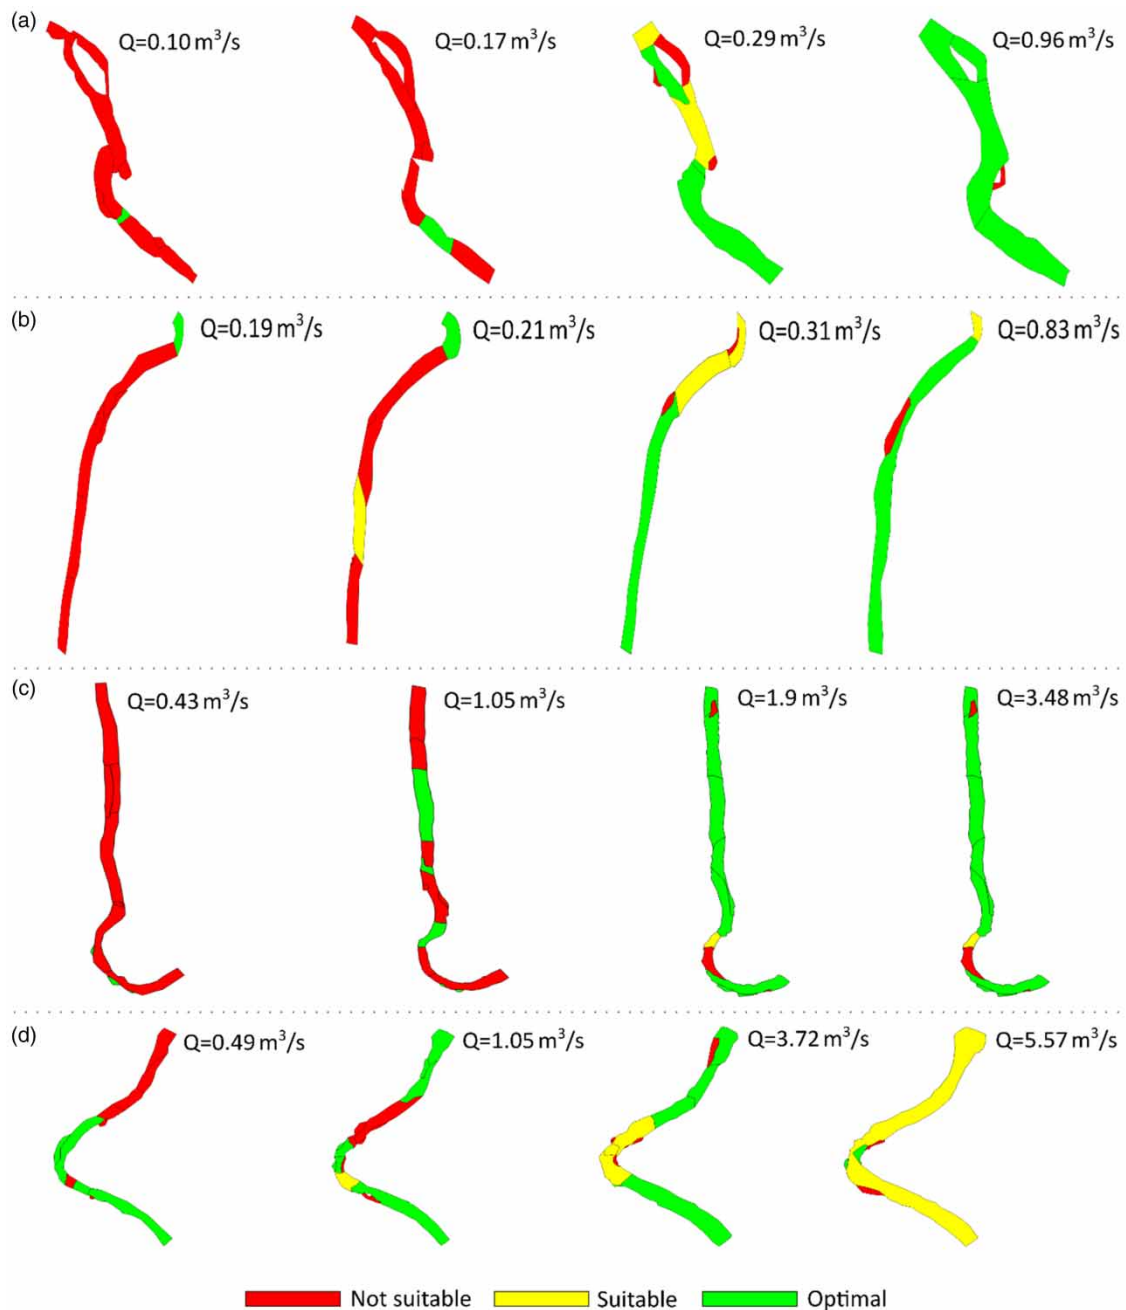 (a)
Q=0.10 m³/s Q=0.17 m³/s Q=0.29 m³/s Q=0.96 m³/s
(b)
Q=0.19 m³/s Q=0.21 m³/s Q=0.31 m³/s Q=0.83 m³/s
(c)
Q=0.43 m³/s Q=1.05 m³/s Q=1.9 m³/s Q=3.48 m³/s
(d)
Q=0.49 m³/s Q=1.05 m³/s Q=3.72 m³/s Q=5.57 m³/s
Not suitable Suitable Optimal